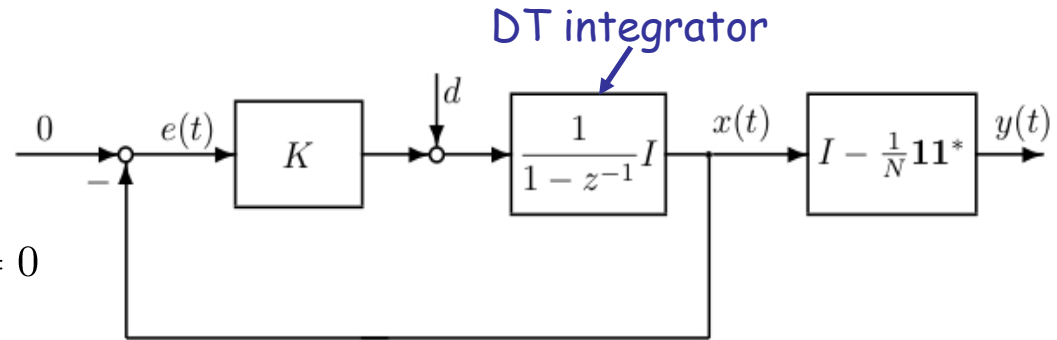 DT integrator
d
0
e(t)
K
1 / (1 − z⁻¹) I
x(t)
I − 1/N 11*
y(t)
−
= 0